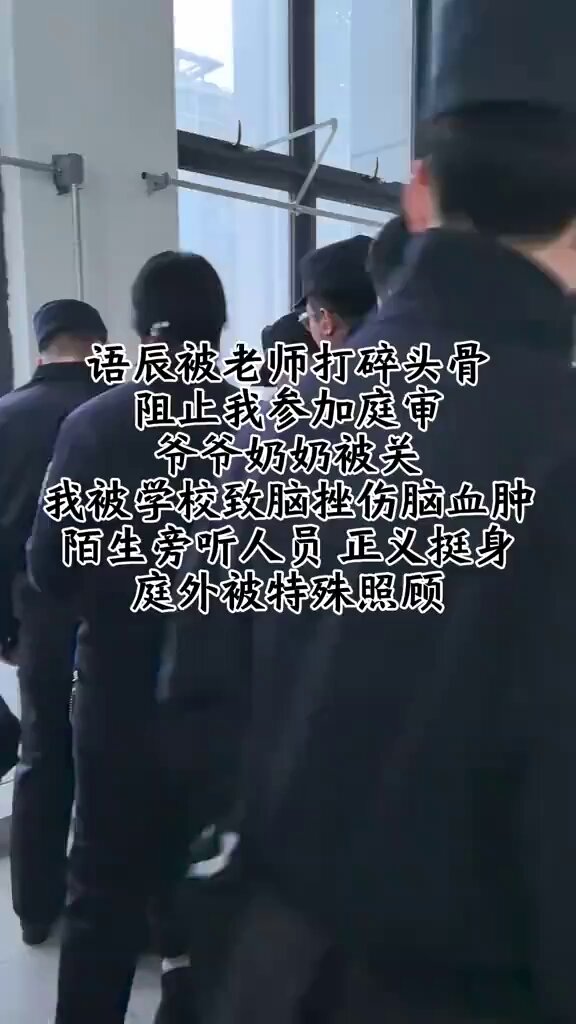 语辰被老师打碎头骨
阻止我参加庭审
爷爷奶奶被关
我被学校致脑挫伤脑血肿
陌生旁听人员 正义挺身
庭外被特殊照顾